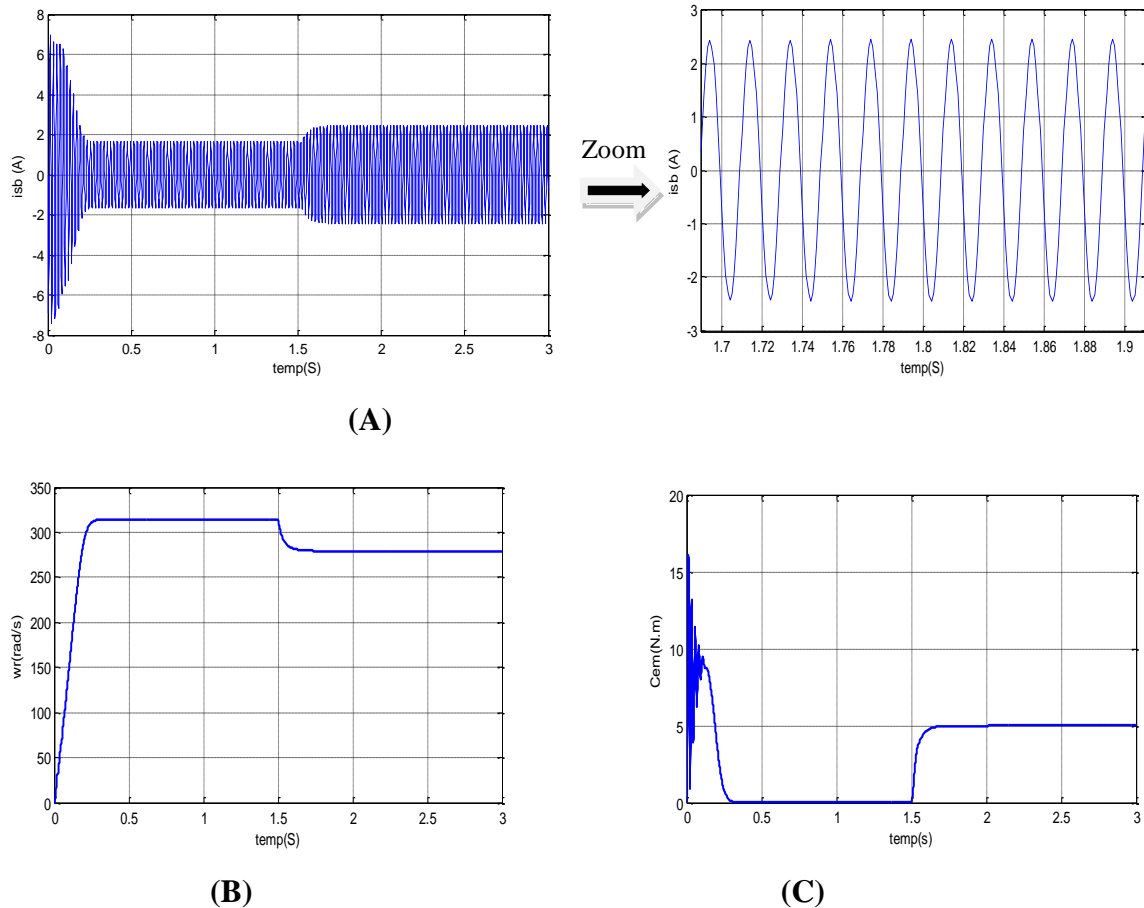 8
6
4
2
0
-2
-4
-6
-8
isb (A)
0 0.5 1 1.5 2 2.5 3
temp(S)
Zoom
3
2
1
0
-1
-2
-3
isb (A)
1.7 1.72 1.74 1.76 1.78 1.8 1.82 1.84 1.86 1.88 1.9
temp(S)
(A)
350
300
250
200
150
100
50
0
wr(rad/s)
0 0.5 1 1.5 2 2.5 3
temp(S)
20
15
10
5
0
Cem(N.m)
0 0.5 1 1.5 2 2.5 3
temp(s)
(B)
(C)